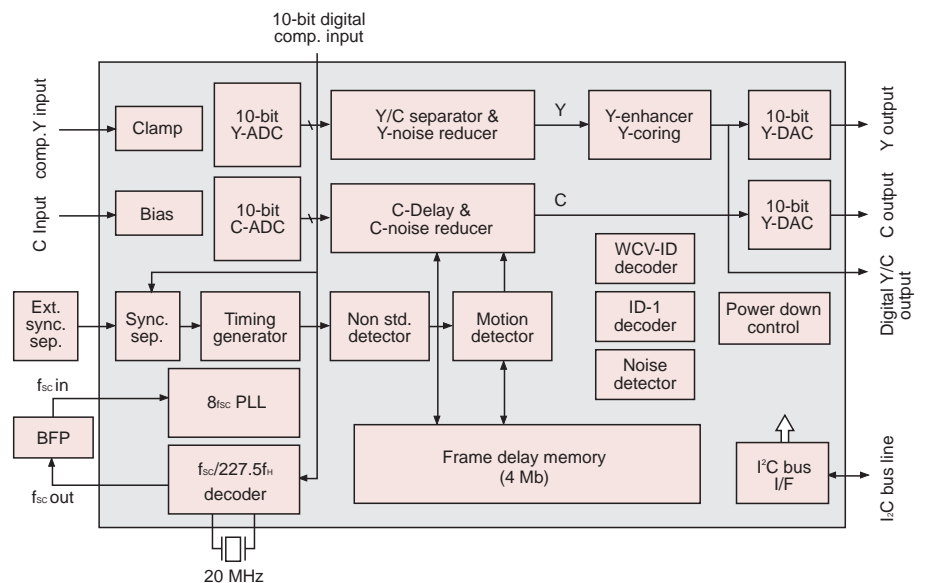 10-bit digital
comp. input
comp.Y input
Clamp
10-bit
Y-ADC
Y/C separator &
Y-noise reducer
Y
Y-enhancer
Y-coring
10-bit
Y-DAC
Y output
C Input
Bias
10-bit
C-ADC
C-Delay &
C-noise reducer
C
10-bit
Y-DAC
C output
WCV-ID
decoder
Digital Y/C
output
Ext.
sync.
sep.
Sync.
sep.
Timing
generator
Non std.
detector
Motion
detector
ID-1
decoder
Power down
control
Noise
detector
fsc in
8fsc PLL
BFP
fsc out
fsc/227.5fH
decoder
Frame delay memory
(4 Mb)
I²C bus
I/F
I₂C bus line
20 MHz